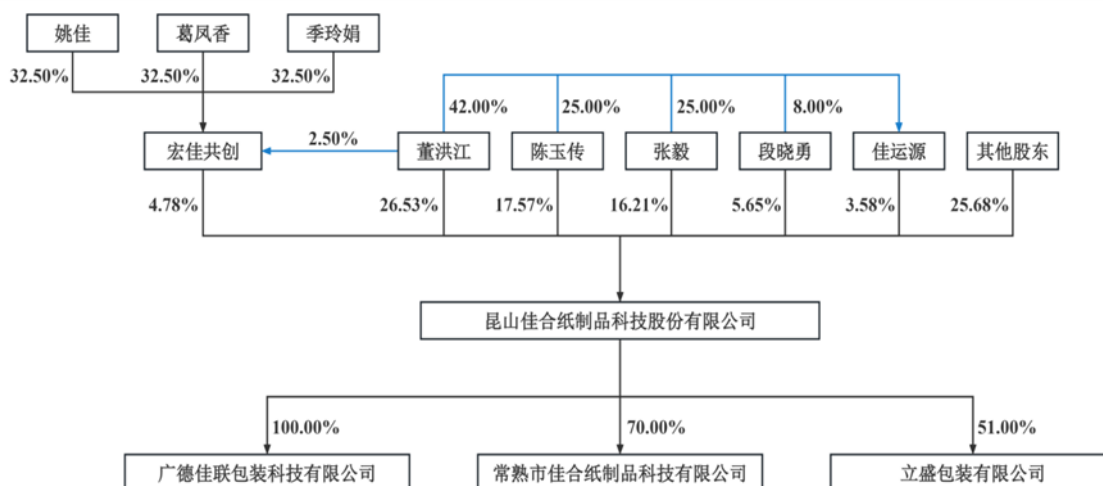 姚佳
葛凤香
季玲娟
32.50%
32.50%
32.50%
42.00%
25.00%
25.00%
8.00%
宏佳共创
2.50%
董洪江
陈玉传
张毅
段晓勇
佳运源
其他股东
4.78%
26.53%
17.57%
16.21%
5.65%
3.58%
25.68%
昆山佳合纸制品科技股份有限公司
100.00%
70.00%
51.00%
广德佳联包装科技有限公司
常熟市佳合纸制品科技有限公司
立盛包装有限公司